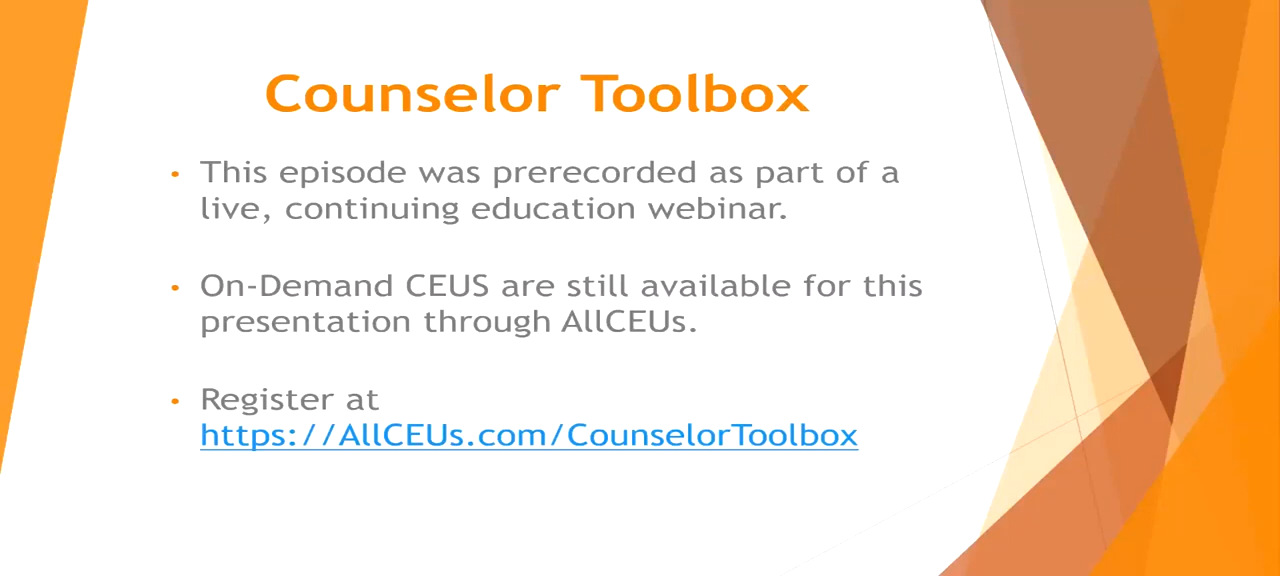 Counselor Toolbox
• This episode was prerecorded as part of a
live, continuing education webinar.
• On-Demand CEUS are still available for this
presentation through AllCEUs.
• Register at
https://AllCEUs.com/CounselorToolbox